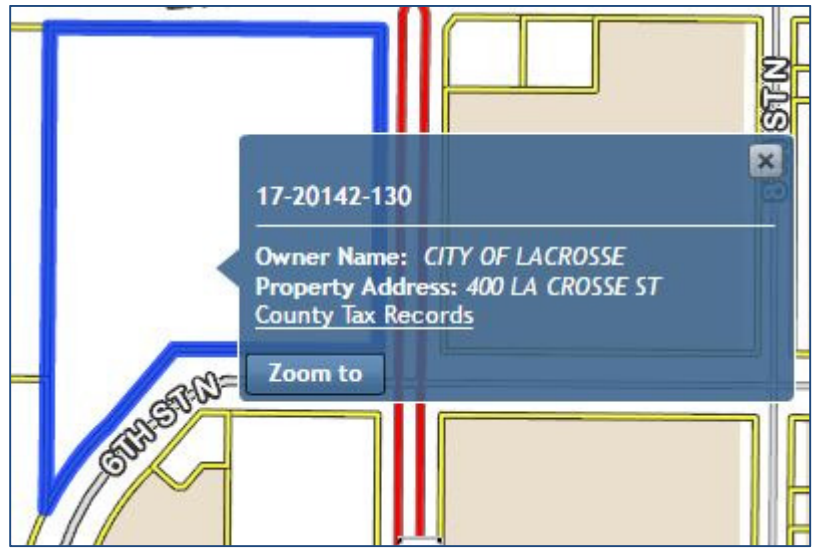 17-20142-130
Owner Name: CITY OF LACROSSE
Property Address: 400 LA CROSSE ST
County Tax Records
Zoom to
6TH ST N
ST N